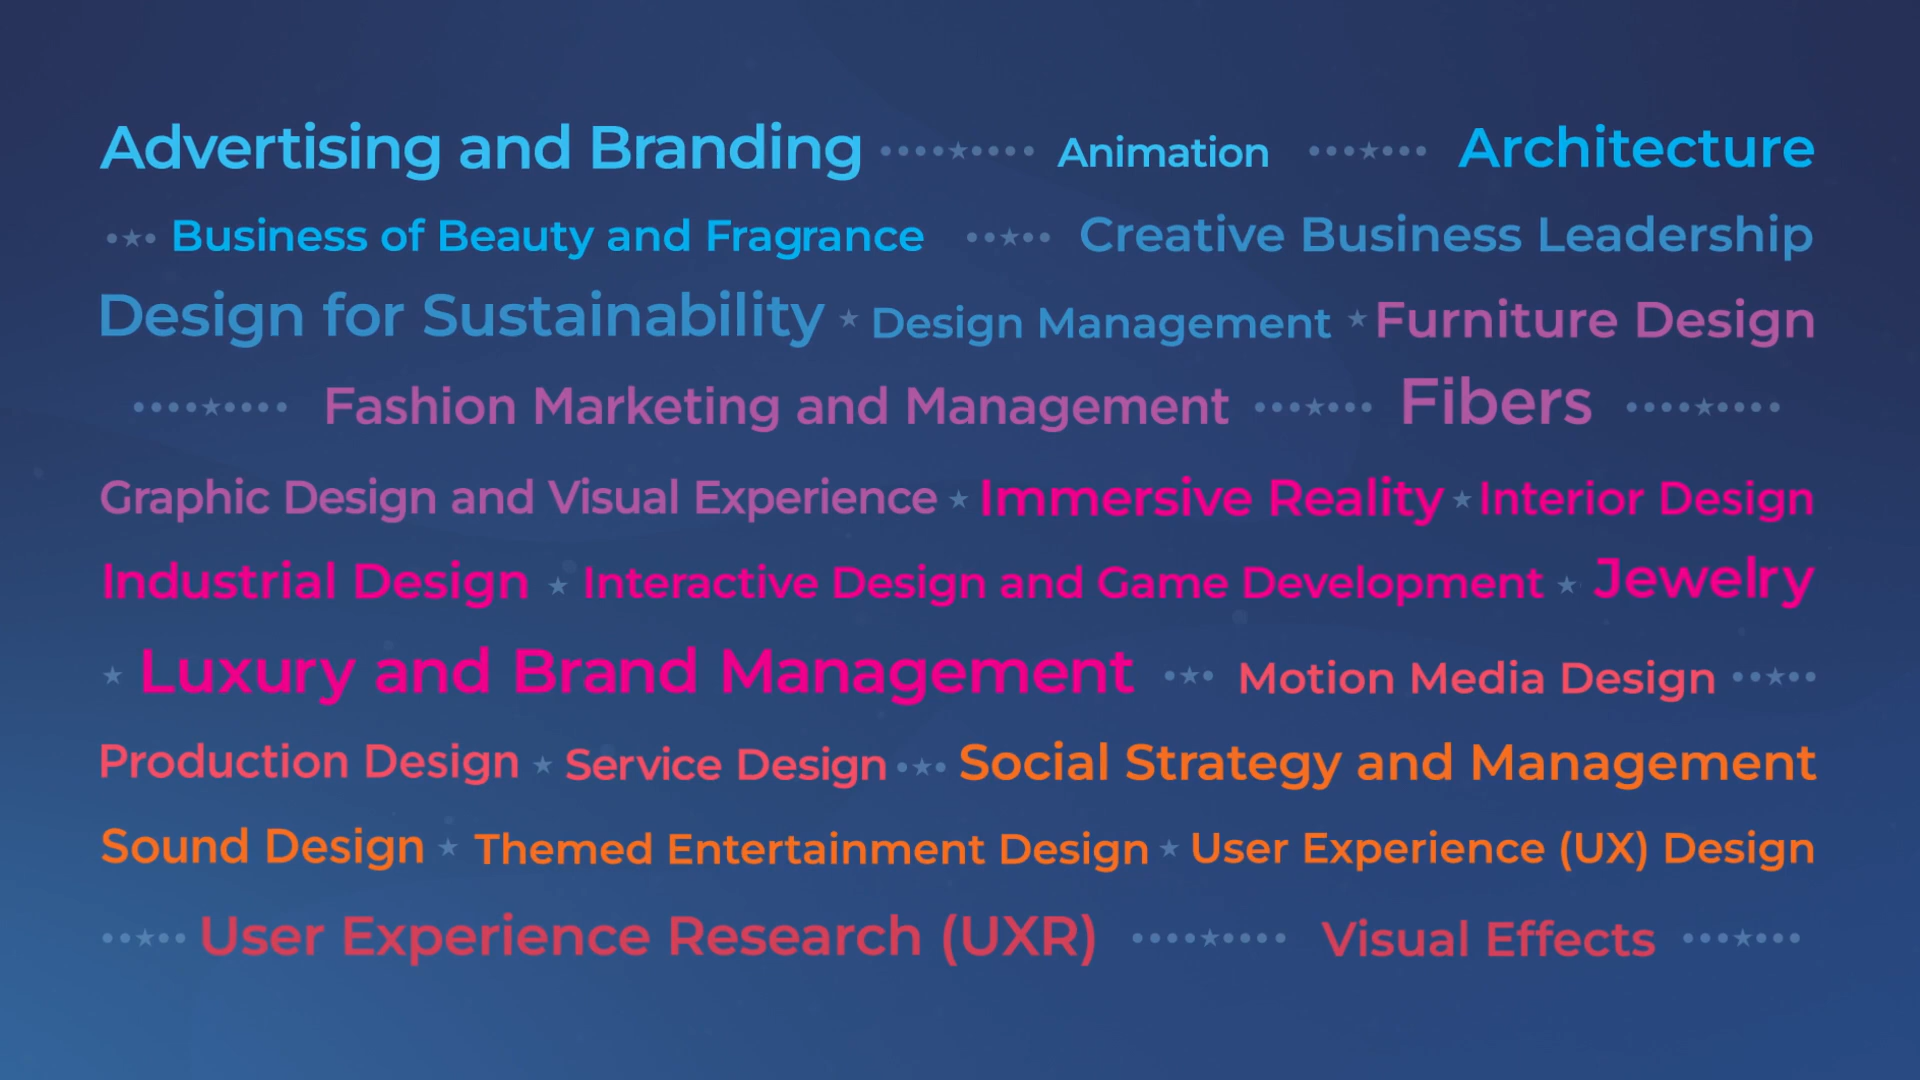 Advertising and Branding Animation Architecture
Business of Beauty and Fragrance Creative Business Leadership
Design for Sustainability Design Management Furniture Design
Fashion Marketing and Management Fibers
Graphic Design and Visual Experience Immersive Reality Interior Design
Industrial Design Interactive Design and Game Development Jewelry
Luxury and Brand Management Motion Media Design
Production Design Service Design Social Strategy and Management
Sound Design Themed Entertainment Design User Experience (UX) Design
User Experience Research (UXR) Visual Effects